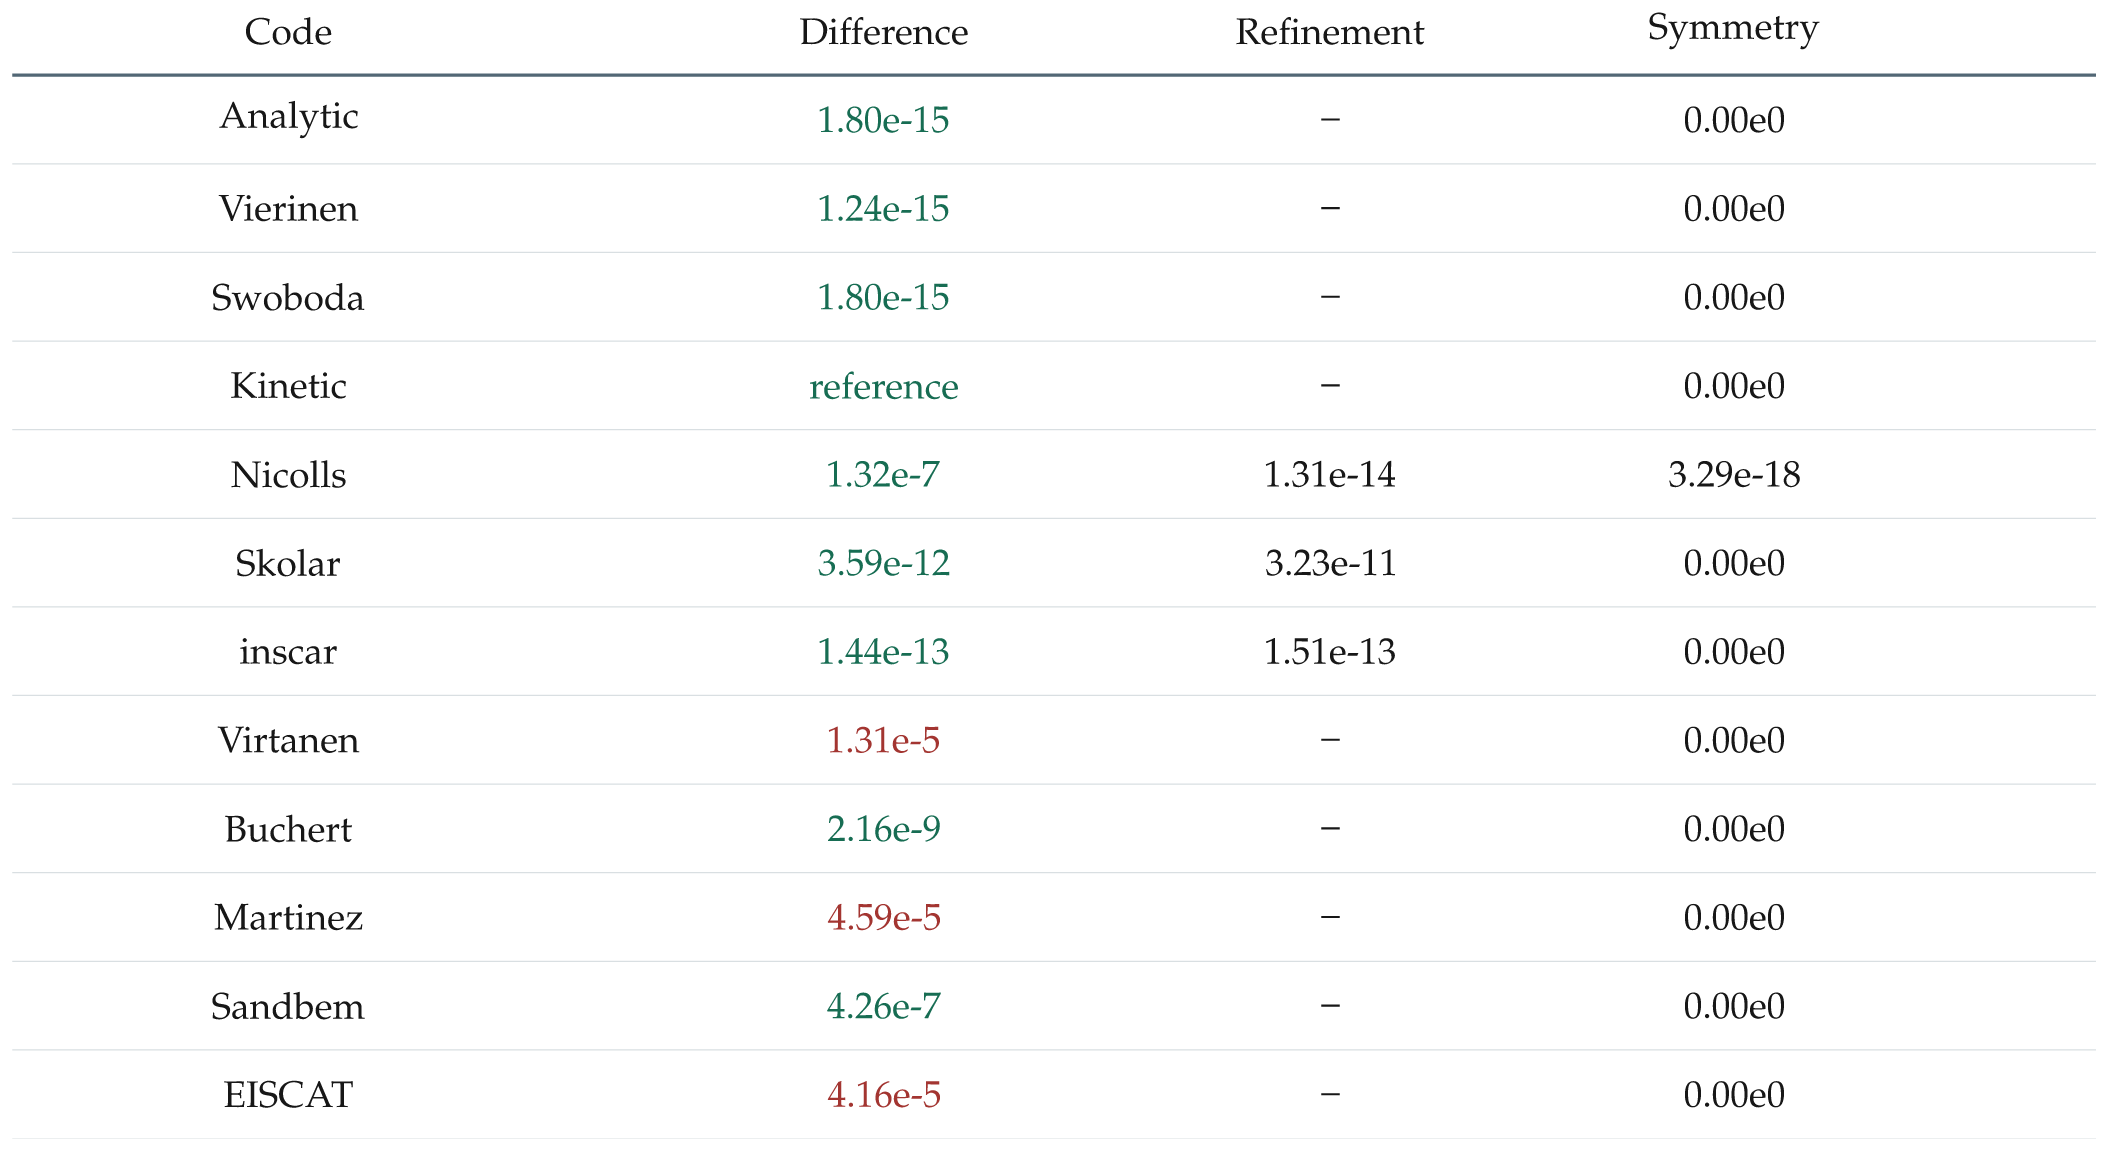 Code Difference Refinement Symmetry
Analytic 1.80e-15 – 0.00e0
Vierinen 1.24e-15 – 0.00e0
Swoboda 1.80e-15 – 0.00e0
Kinetic reference – 0.00e0
Nicolls 1.32e-7 1.31e-14 3.29e-18
Skolar 3.59e-12 3.23e-11 0.00e0
inscar 1.44e-13 1.51e-13 0.00e0
Virtanen 1.31e-5 – 0.00e0
Buchert 2.16e-9 – 0.00e0
Martinez 4.59e-5 – 0.00e0
Sandbem 4.26e-7 – 0.00e0
EISCAT 4.16e-5 – 0.00e0